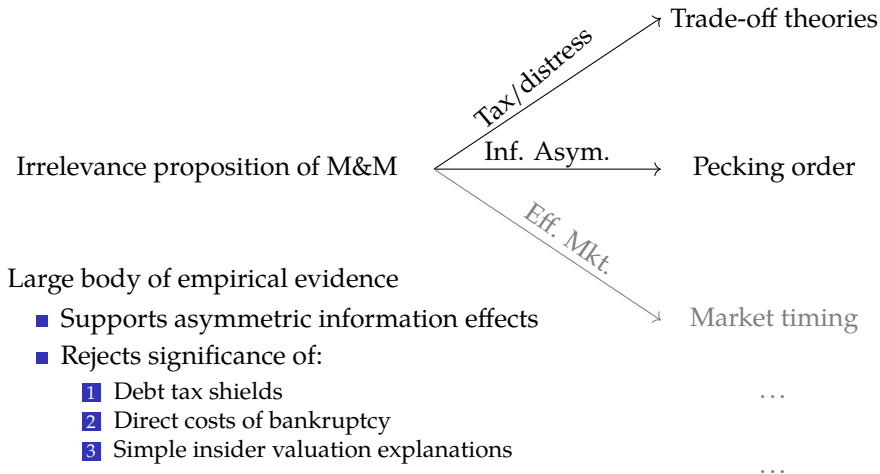 Trade-off theories
Tax/distress
Irrelevance proposition of M&M
Inf. Asym.
Pecking order
Eff. Mkt.
Market timing
...
...
Large body of empirical evidence
Supports asymmetric information effects
Rejects significance of:
1 Debt tax shields
2 Direct costs of bankruptcy
3 Simple insider valuation explanations